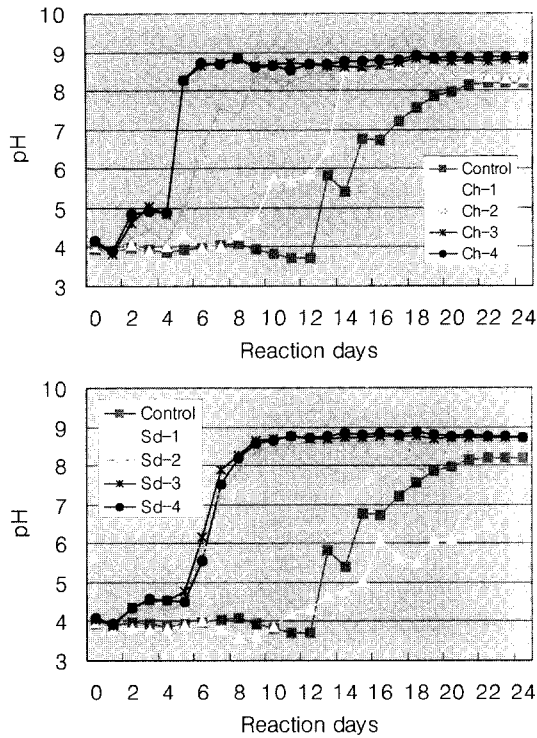 10
9
8
7
6
5
4
3
pH
Control
Ch-1
Ch-2
Ch-3
Ch-4
0 2 4 6 8 10 12 14 16 18 20 22 24
Reaction days
10
9
8
7
6
5
4
3
pH
Control
Sd-1
Sd-2
Sd-3
Sd-4
0 2 4 6 8 10 12 14 16 18 20 22 24
Reaction days